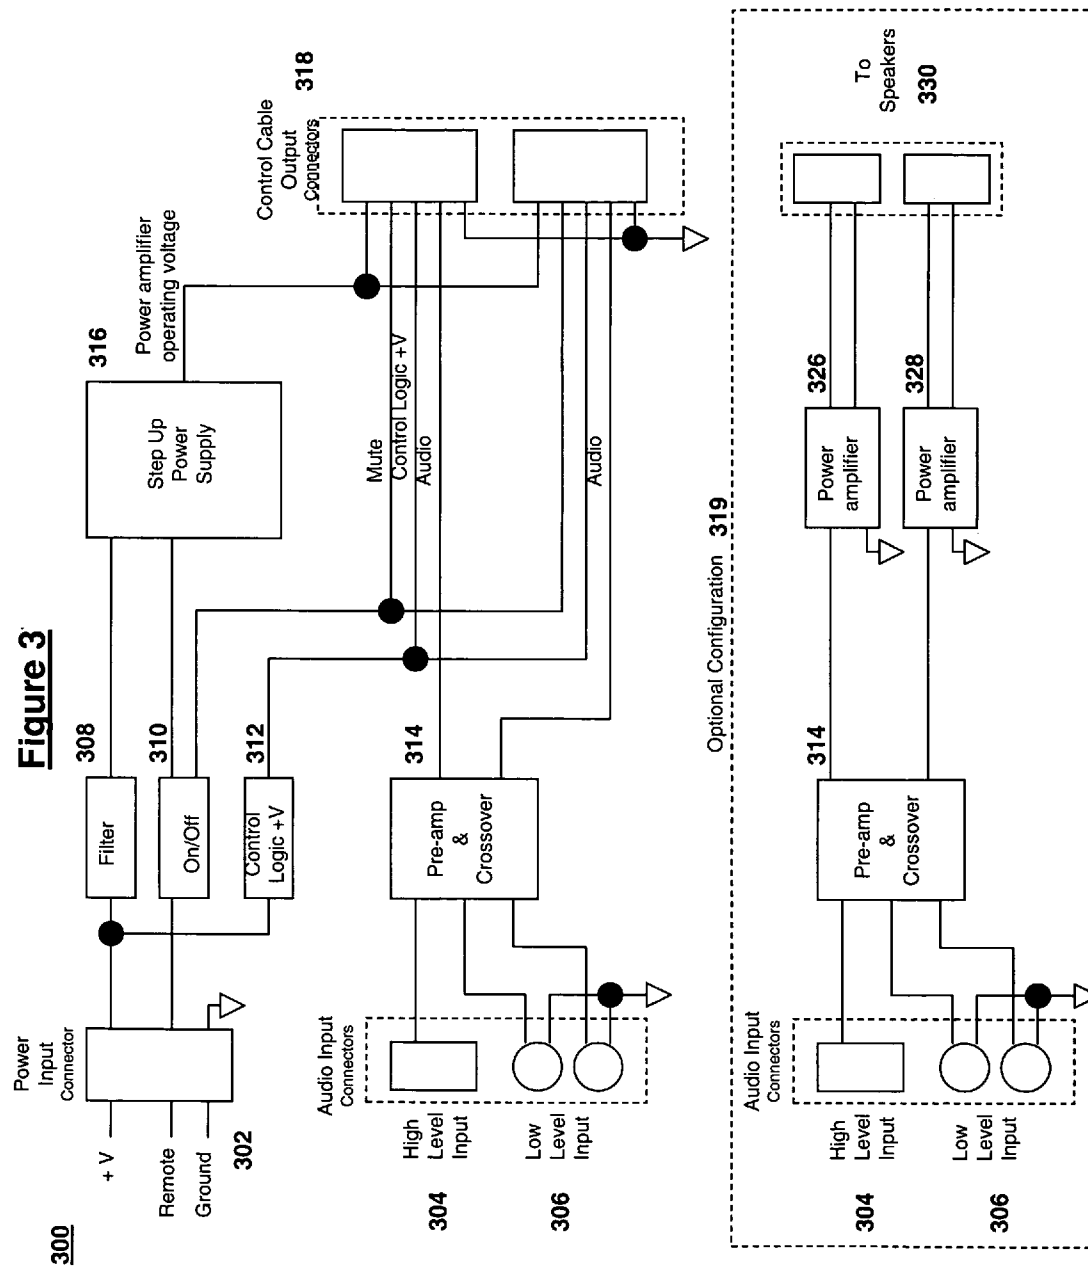 Figure 3
300
+ V
Remote
Ground
302
Power
Input
Connector
Filter
308
On/Off
310
Control
Logic +V
312
Step Up
Power
Supply
316
Power amplifier
operating voltage
Control Cable
Output
Connectors
318
Mute
Control Logic +V
Audio
Audio
Audio Input
Connectors
High
Level
Input
304
Low
Level
Input
306
Pre-amp
&
Crossover
314
Optional Configuration 319
Audio Input
Connectors
High
Level
Input
304
Low
Level
Input
306
Pre-amp
&
Crossover
314
Power
amplifier
326
Power
amplifier
328
To
Speakers
330